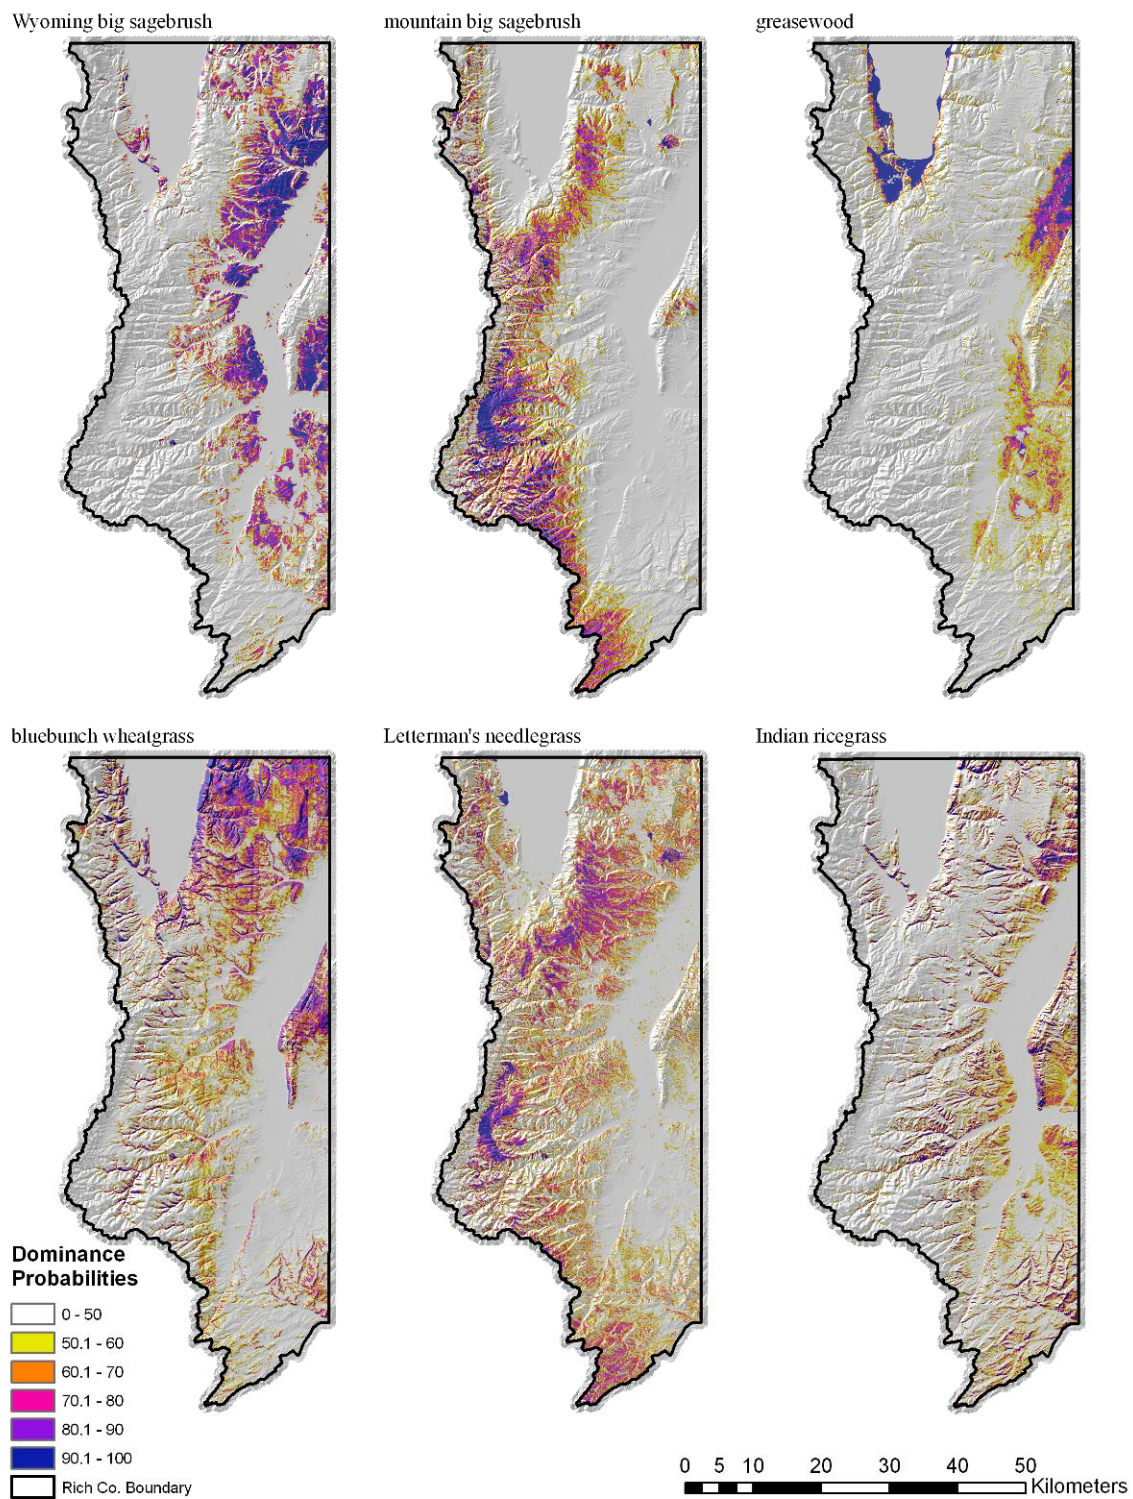 Wyoming big sagebrush
mountain big sagebrush
greasewood
bluebunch wheatgrass
Letterman's needlegrass
Indian ricegrass
Dominance
Probabilities
0 - 50
50.1 - 60
60.1 - 70
70.1 - 80
80.1 - 90
90.1 - 100
Rich Co. Boundary
0 5 10 20 30 40 50
Kilometers